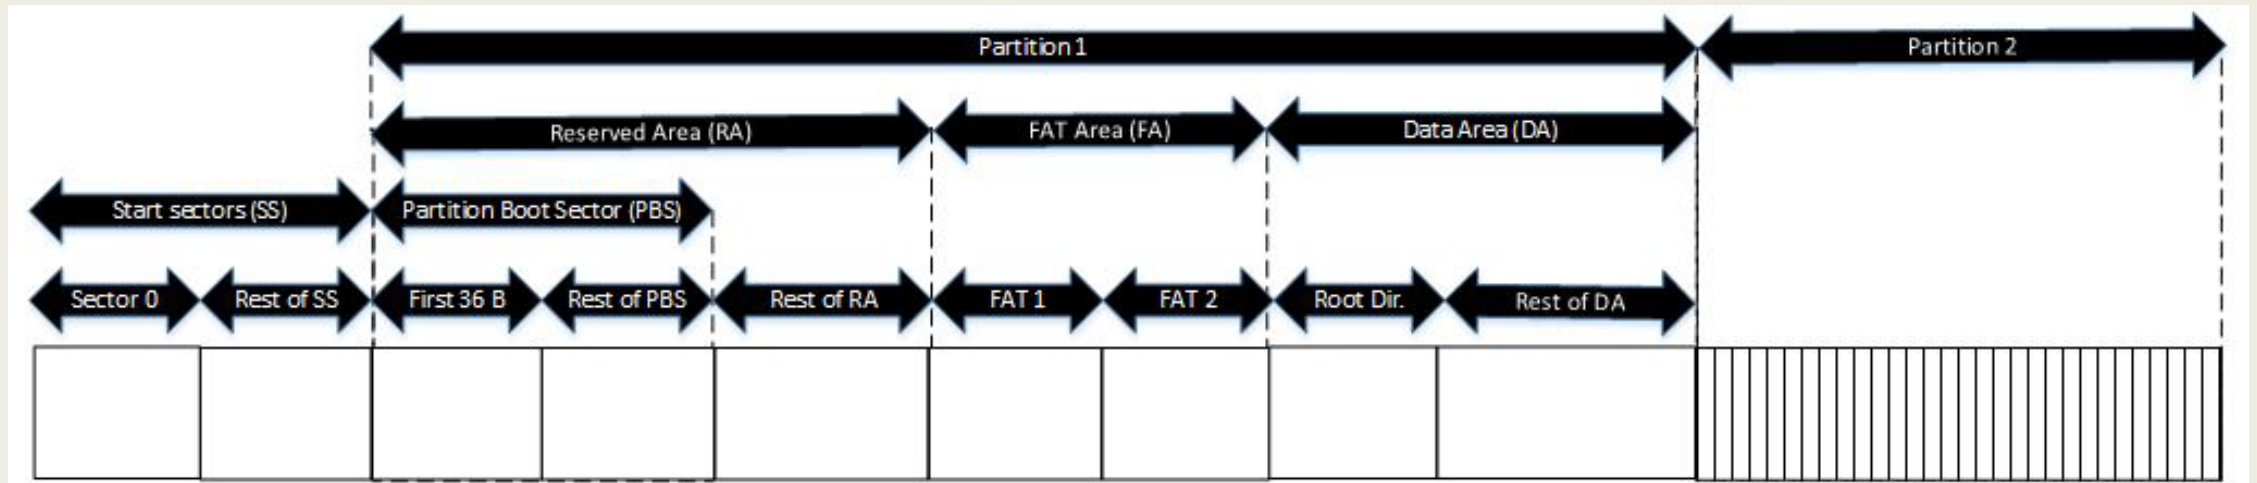 Partition 1
Partition 2
Reserved Area (RA)
FAT Area (FA)
Data Area (DA)
Start sectors (SS)
Partition Boot Sector (PBS)
Sector 0
Rest of SS
First 36 B
Rest of PBS
Rest of RA
FAT 1
FAT 2
Root Dir.
Rest of DA